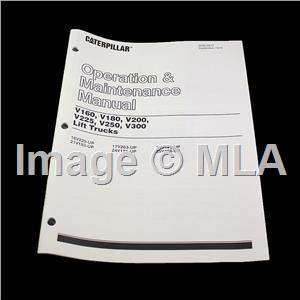 CATERPILLAR
Operation &
Maintenance
Manual
V160, V180, V200,
V225, V250, V300
Lift Trucks
Image © MLA